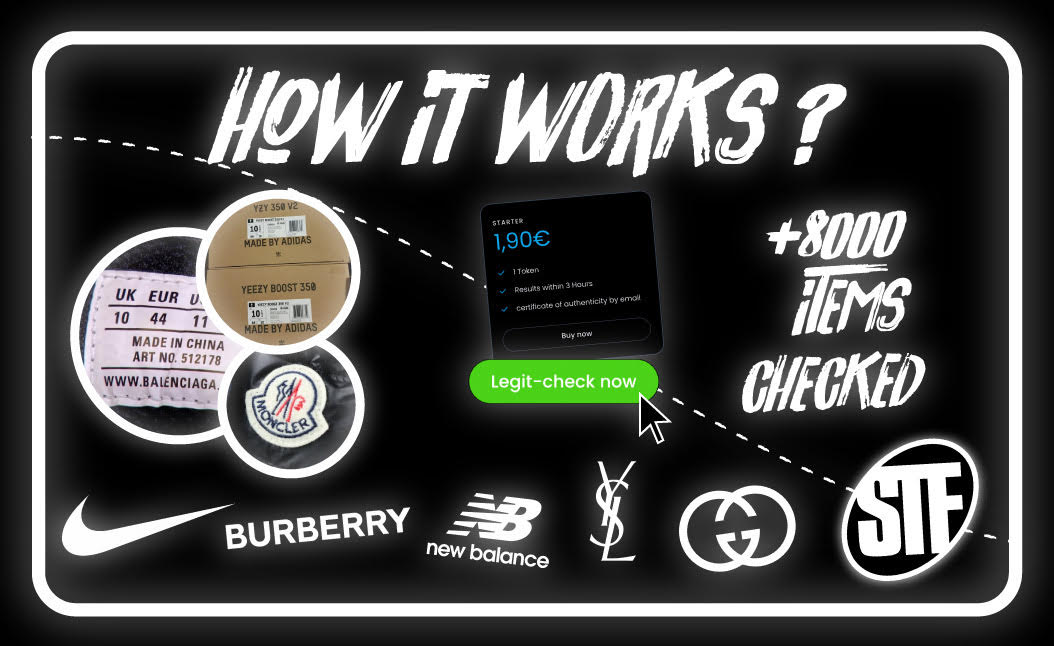 HOW iT WORKS ?
UK EUR U
10 44 11
MADE IN CHINA
ART NO. 512178
WWW.BALENCIAGA.
YZY 350 V2
10
MADE BY ADIDAS
YEEZY BOOST 350
10
MADE BY ADIDAS
MONCLER
STARTER
1,90€
1 Token
Results within 3 Hours
certificate of authenticity by email
Buy now
Legit-check now
+8000
iTEMS
CHECKED
BURBERRY
NB
new balance
YSL
GG
STF